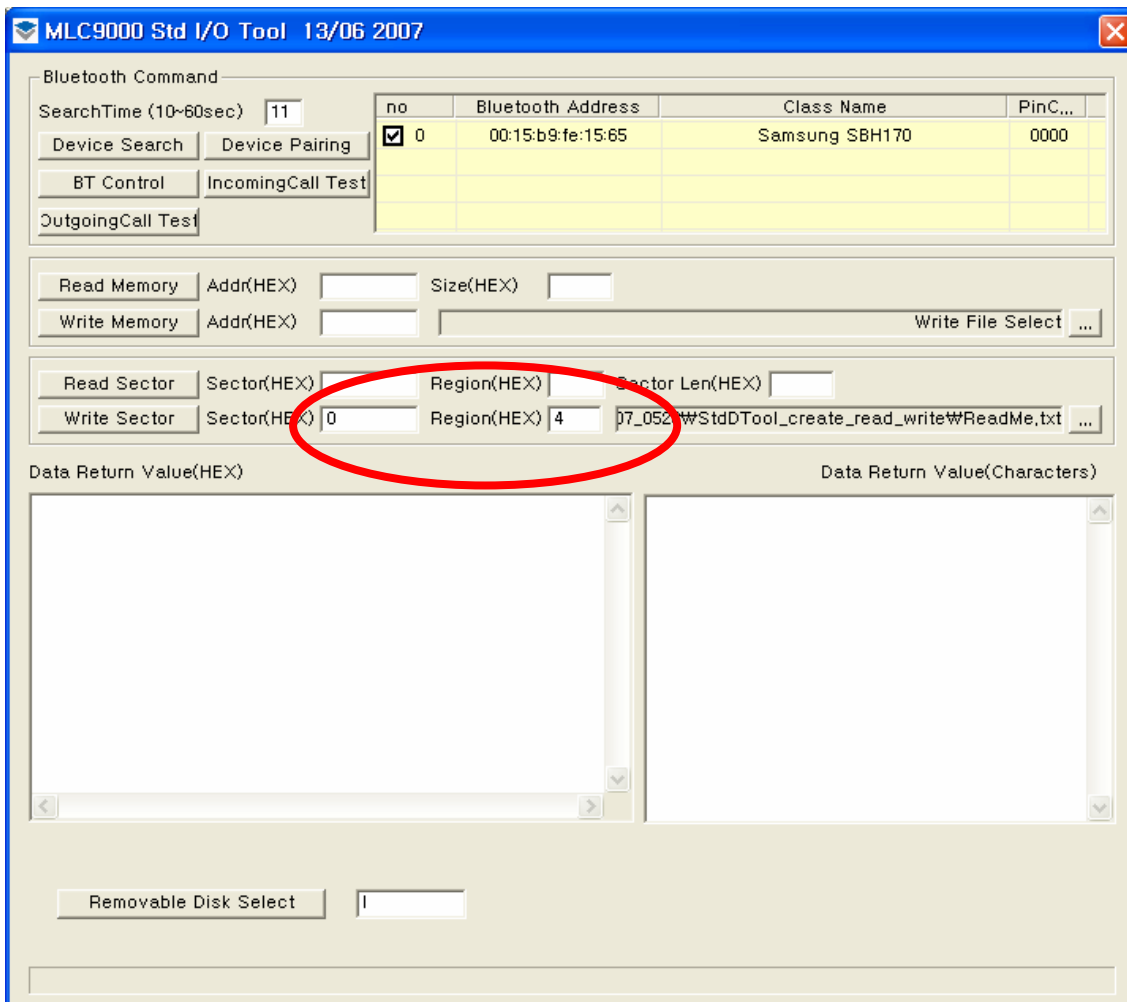 MLC9000 Std I/O Tool 13/06 2007
Bluetooth Command
SearchTime (10~60sec) 11
Device Search Device Pairing
BT Control IncomingCall Test
OutgoingCall Test
no Bluetooth Address Class Name PinC...
0 00:15:b9:fe:15:65 Samsung SBH170 0000
Read Memory Addr(HEX) Size(HEX)
Write Memory Addr(HEX) Write File Select ...
Read Sector Sector(HEX) Region(HEX) Sector Len(HEX)
Write Sector Sector(HEX) 0 Region(HEX) 4 ₩StdDTool_create_read_write₩ReadMe.txt ...
Data Return Value(HEX) Data Return Value(Characters)
Removable Disk Select I